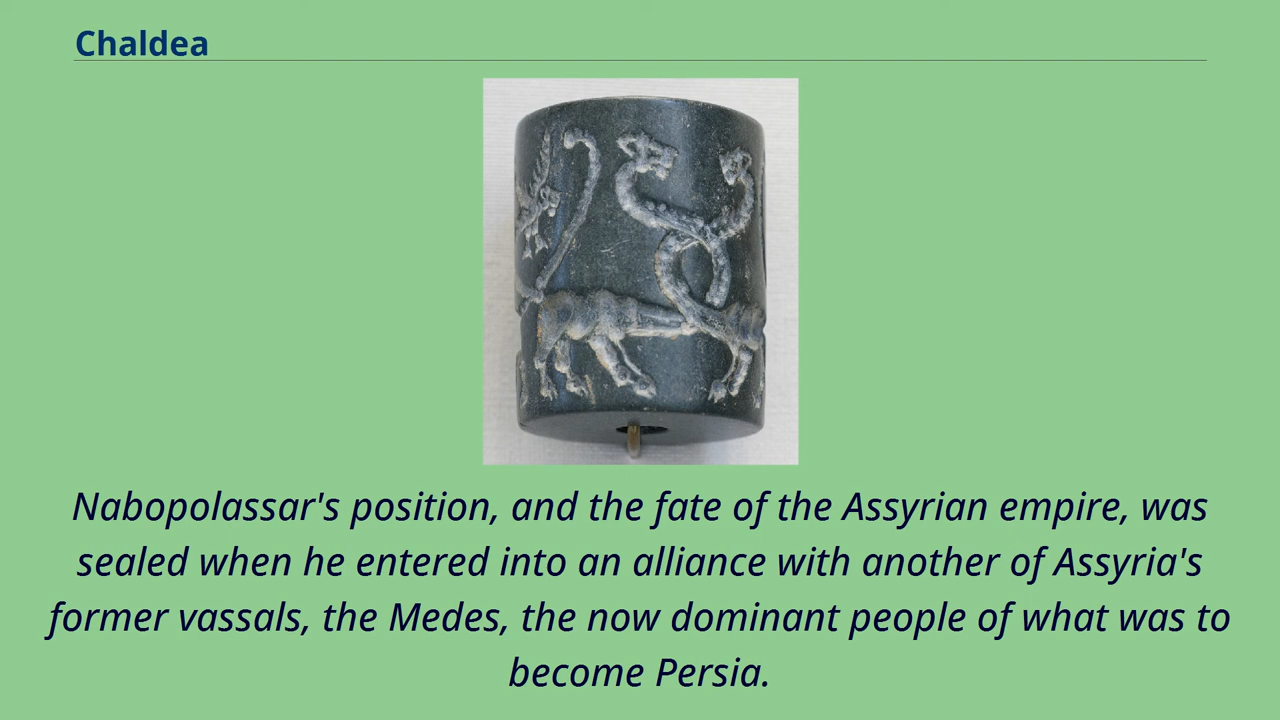 Chaldea
Nabopolassar's position, and the fate of the Assyrian empire, was
sealed when he entered into an alliance with another of Assyria's
former vassals, the Medes, the now dominant people of what was to
become Persia.